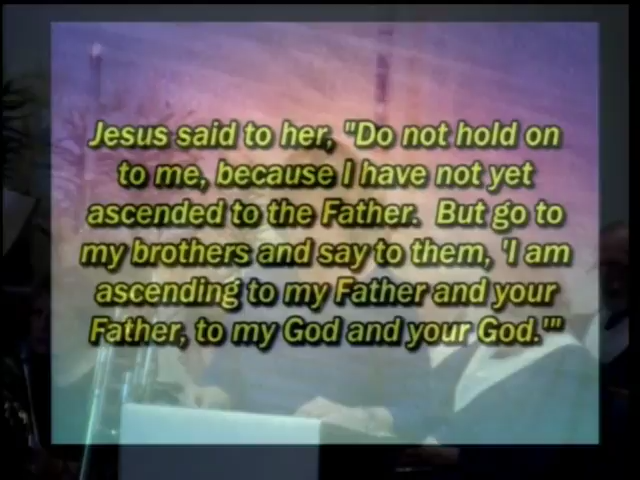 Jesus said to her, "Do not hold on
to me, because I have not yet
ascended to the Father.  But go to
my brothers and say to them, 'I am
ascending to my Father and your
Father, to my God and your God.'"